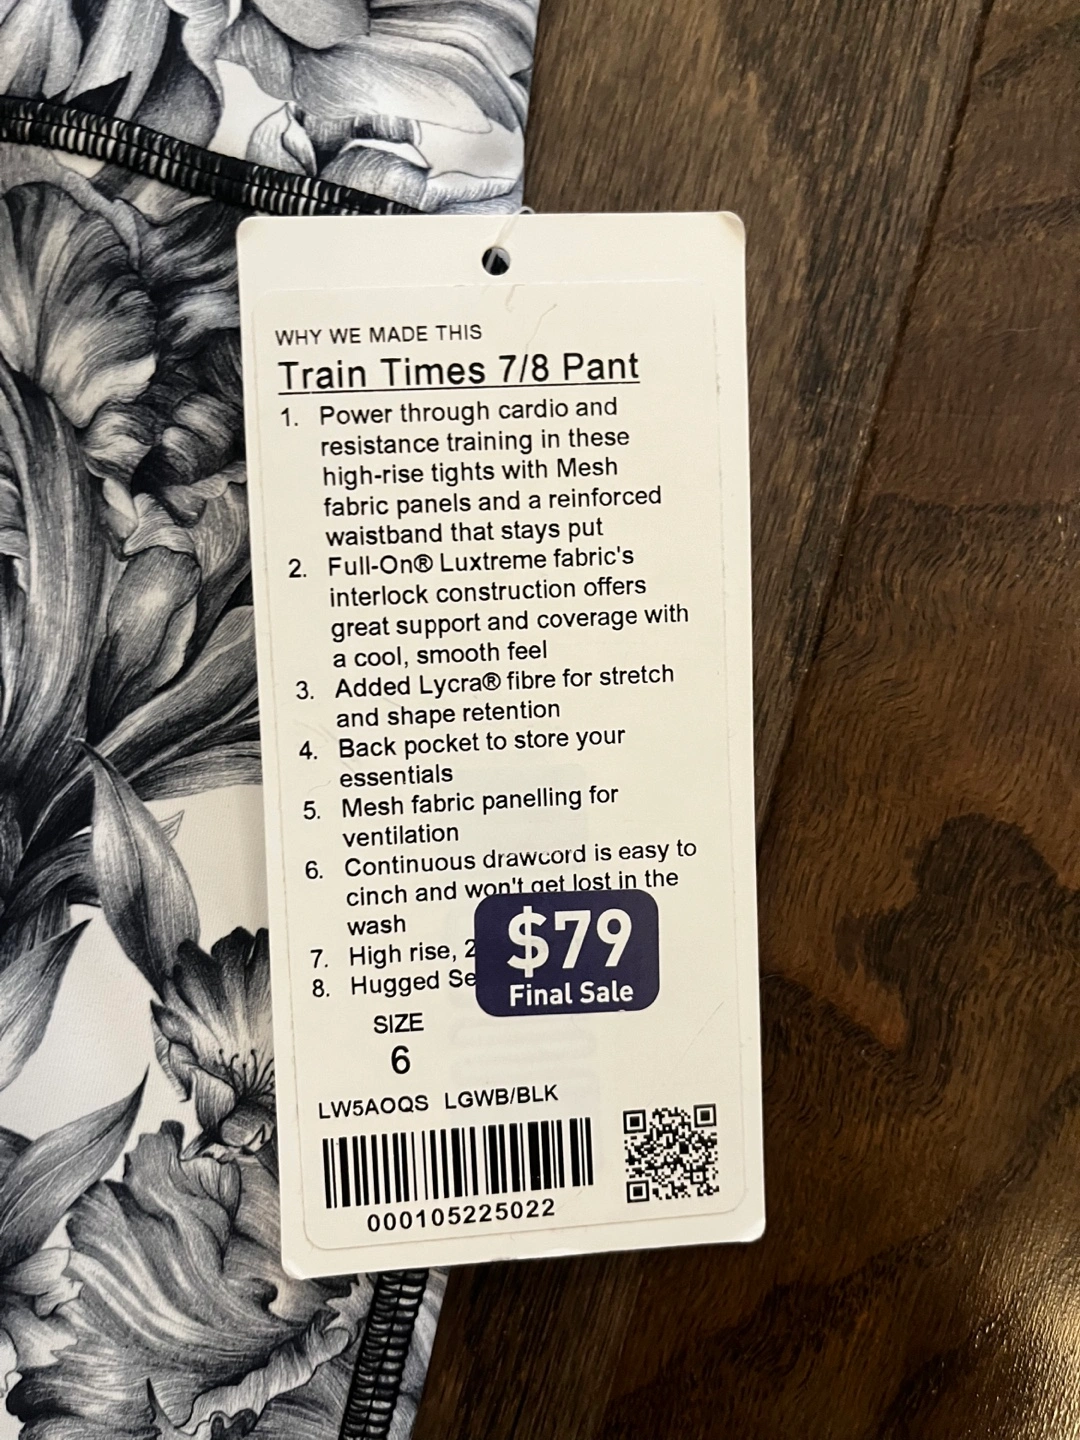 WHY WE MADE THIS
Train Times 7/8 Pant
1. Power through cardio and
resistance training in these
high-rise tights with Mesh
fabric panels and a reinforced
waistband that stays put
2. Full-On® Luxtreme fabric's
interlock construction offers
great support and coverage with
a cool, smooth feel
3. Added Lycra® fibre for stretch
and shape retention
4. Back pocket to store your
essentials
5. Mesh fabric panelling for
ventilation
6. Continuous drawcord is easy to
cinch and won't get lost in the
wash
7. High rise, 2
8. Hugged Se
$79
Final Sale
SIZE
6
LW5AOQS LGWB/BLK
000105225022